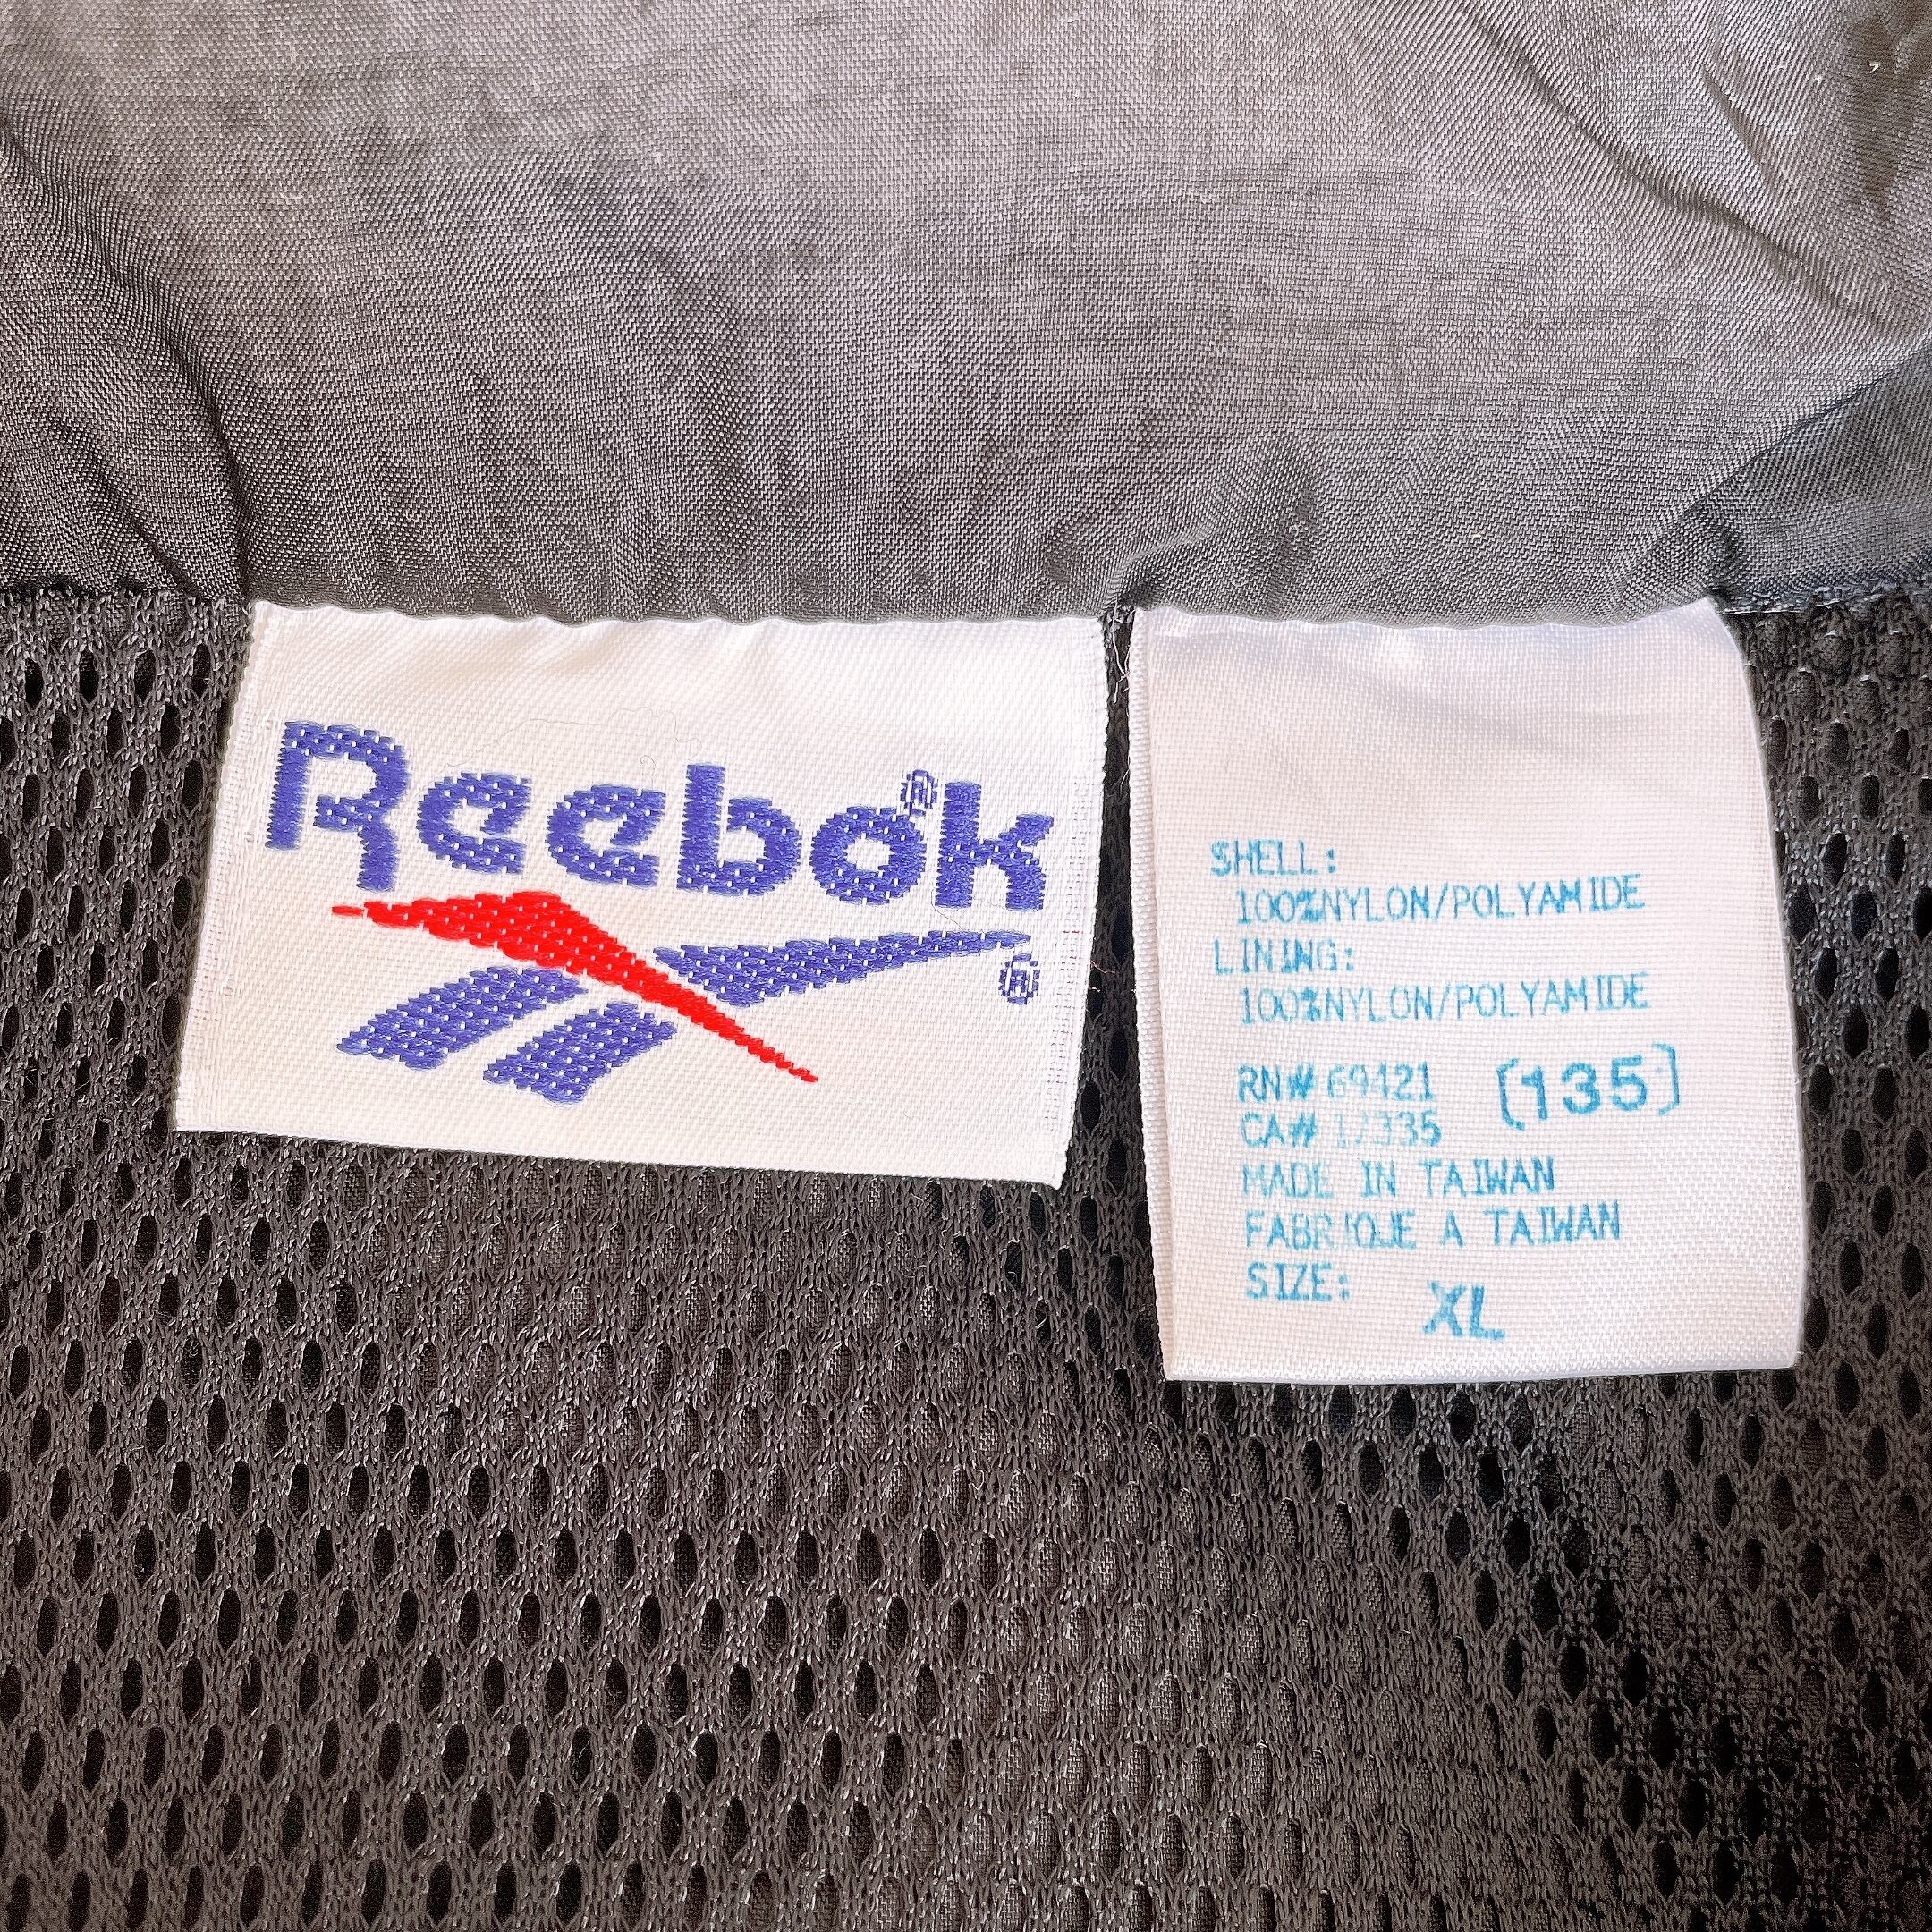 Reebok®
®
SHELL:
100%NYLON/POLYAMIDE
LINING:
100%NYLON/POLYAMIDE
RN# 69421 [135]
CA# 12335
MADE IN TAIWAN
FABRIQUE A TAIWAN
SIZE: XL